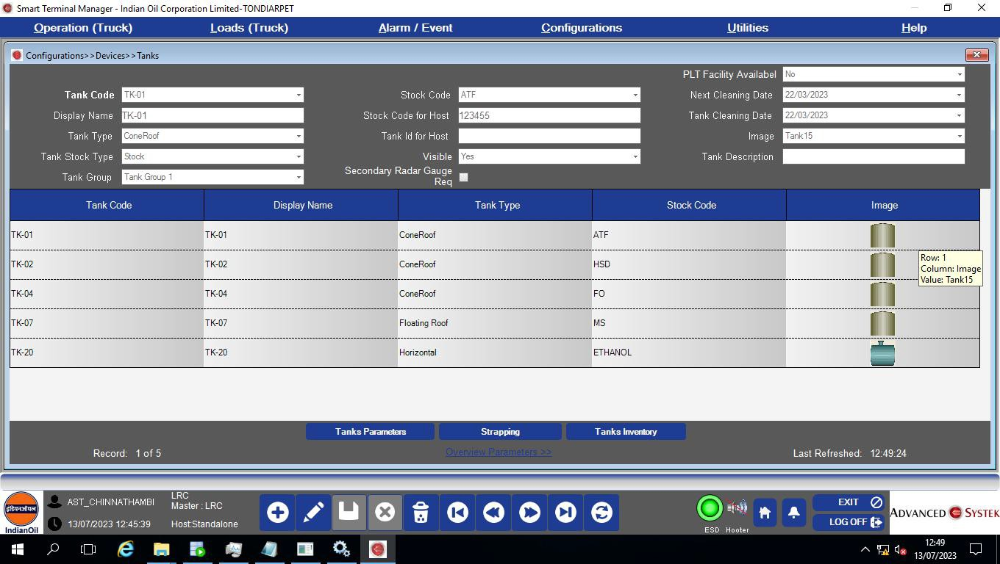 Smart Terminal Manager - Indian Oil Corporation Limited-TONDIARPET
Operation (Truck) Loads (Truck) Alarm / Event Configurations Utilities Help
Configurations>>Devices>>Tanks
PLT Facility Availabel No
Tank Code TK-01 Stock Code ATF Next Cleaning Date 22/03/2023
Display Name TK-01 Stock Code for Host 123455 Tank Cleaning Date 22/03/2023
Tank Type ConeRoof Tank Id for Host Image Tank15
Tank Stock Type Stock Visible Yes Tank Description
Tank Group Tank Group 1 Secondary Radar Gauge
Req
Tank Code Display Name Tank Type Stock Code Image
TK-01 TK-01 ConeRoof ATF
TK-02 TK-02 ConeRoof HSD
TK-04 TK-04 ConeRoof FO
TK-07 TK-07 Floating Roof MS
TK-20 TK-20 Horizontal ETHANOL
Row: 1
Column: Image
Value: Tank15
Tanks Parameters Strapping Tanks Inventory
Record: 1 of 5 Overview Parameters >> Last Refreshed: 12:49:24
इंडियनऑयल
IndianOil
AST_CHINNATHAMBI
13/07/2023 12:45:39
LRC
Master : LRC
Host:Standalone
ESD Hooter
EXIT
LOG OFF
ADVANCED SYSTEK
12:49
13/07/2023